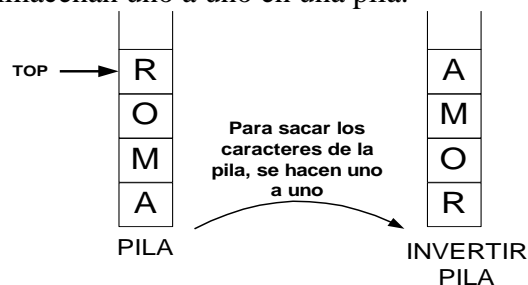 almacenan uno a uno en una pila.
TOP
R
O
M
A
PILA
Para sacar los
caracteres de la
pila, se hacen uno
a uno
A
M
O
R
INVERTIR
PILA